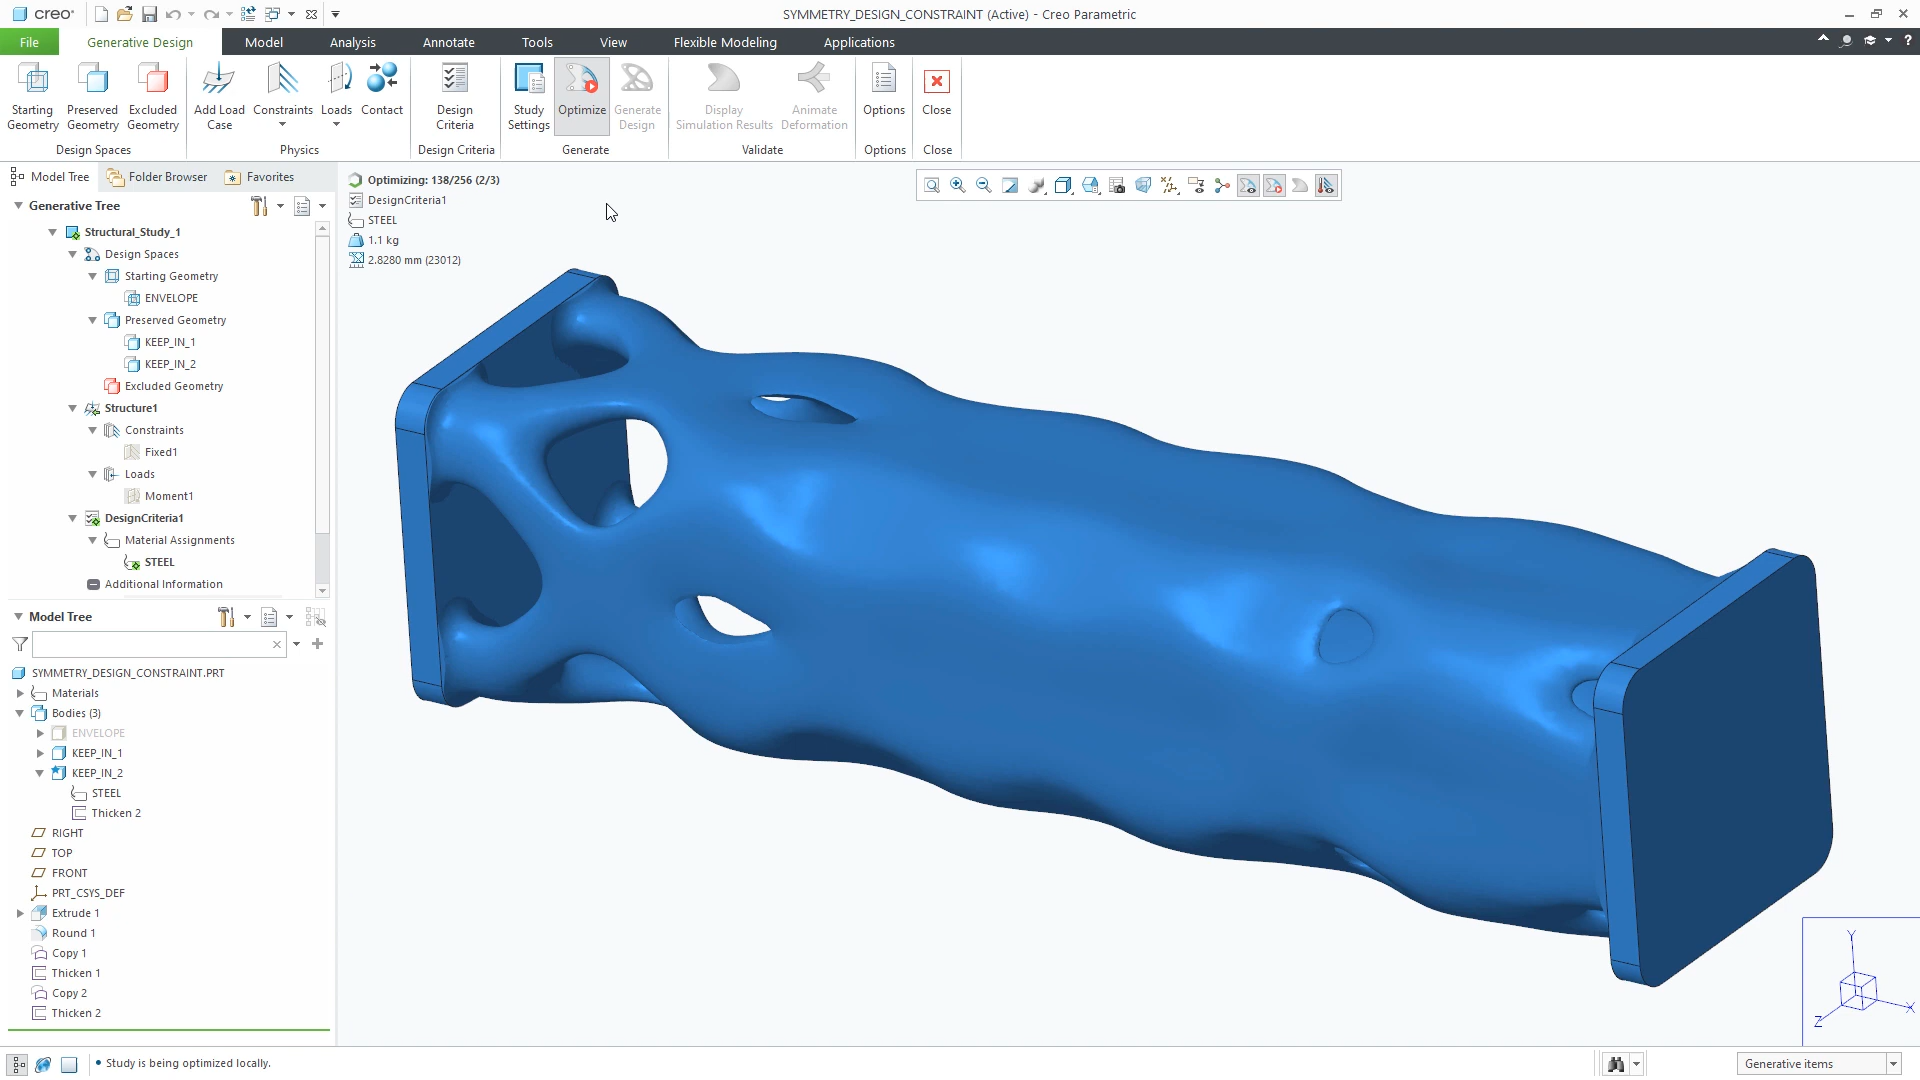 creo
SYMMETRY_DESIGN_CONSTRAINT (Active) - Creo Parametric
File Generative Design Model Analysis Annotate Tools View Flexible Modeling Applications
Starting Geometry
Preserved Geometry
Excluded Geometry
Add Load Case
Constraints
Loads
Contact
Design Criteria
Study Settings
Optimize
Generate Design
Display Simulation Results
Animate Deformation
Options
Close
Design Spaces Physics Design Criteria Generate Validate Options Close
Model Tree Folder Browser Favorites
Generative Tree
Structural_Study_1
Design Spaces
Starting Geometry
ENVELOPE
Preserved Geometry
KEEP_IN_1
KEEP_IN_2
Excluded Geometry
Structure1
Constraints
Fixed1
Loads
Moment1
DesignCriteria1
Material Assignments
STEEL
Additional Information
Model Tree
SYMMETRY_DESIGN_CONSTRAINT.PRT
Materials
Bodies (3)
ENVELOPE
KEEP_IN_1
KEEP_IN_2
STEEL
Thicken 2
RIGHT
TOP
FRONT
PRT_CSYS_DEF
Extrude 1
Round 1
Copy 1
Thicken 1
Copy 2
Thicken 2
Optimizing: 138/256 (2/3)
DesignCriteria1
STEEL
1.1 kg
2.8280 mm (23012)
Y
X
Z
• Study is being optimized locally.
Generative items